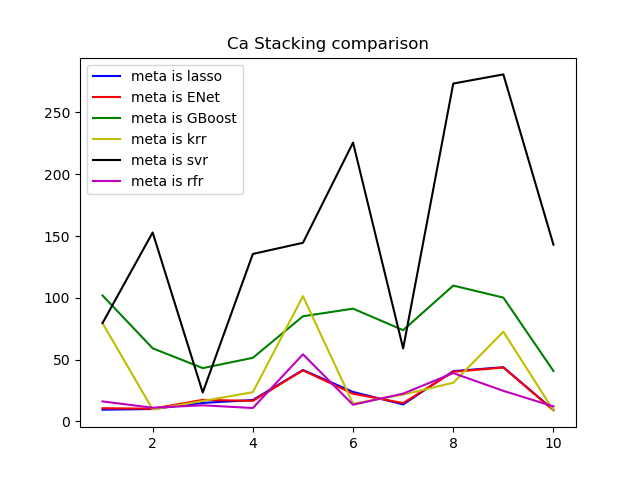 Ca Stacking comparison
meta is lasso
meta is ENet
meta is GBoost
meta is krr
meta is svr
meta is rfr
250
200
150
100
50
0
2 4 6 8 10